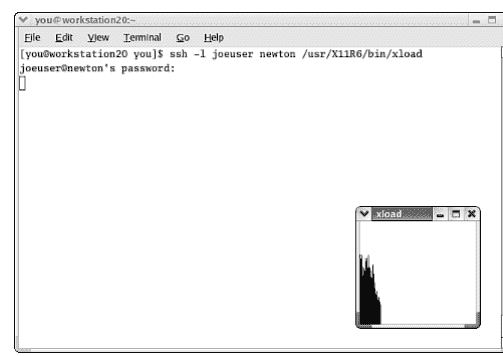 you@workstation20:~
File Edit View Terminal Go Help
[you@workstation20 you]$ ssh -l joeuser newton /usr/X11R6/bin/xload
joeuser@newton's password:
xload